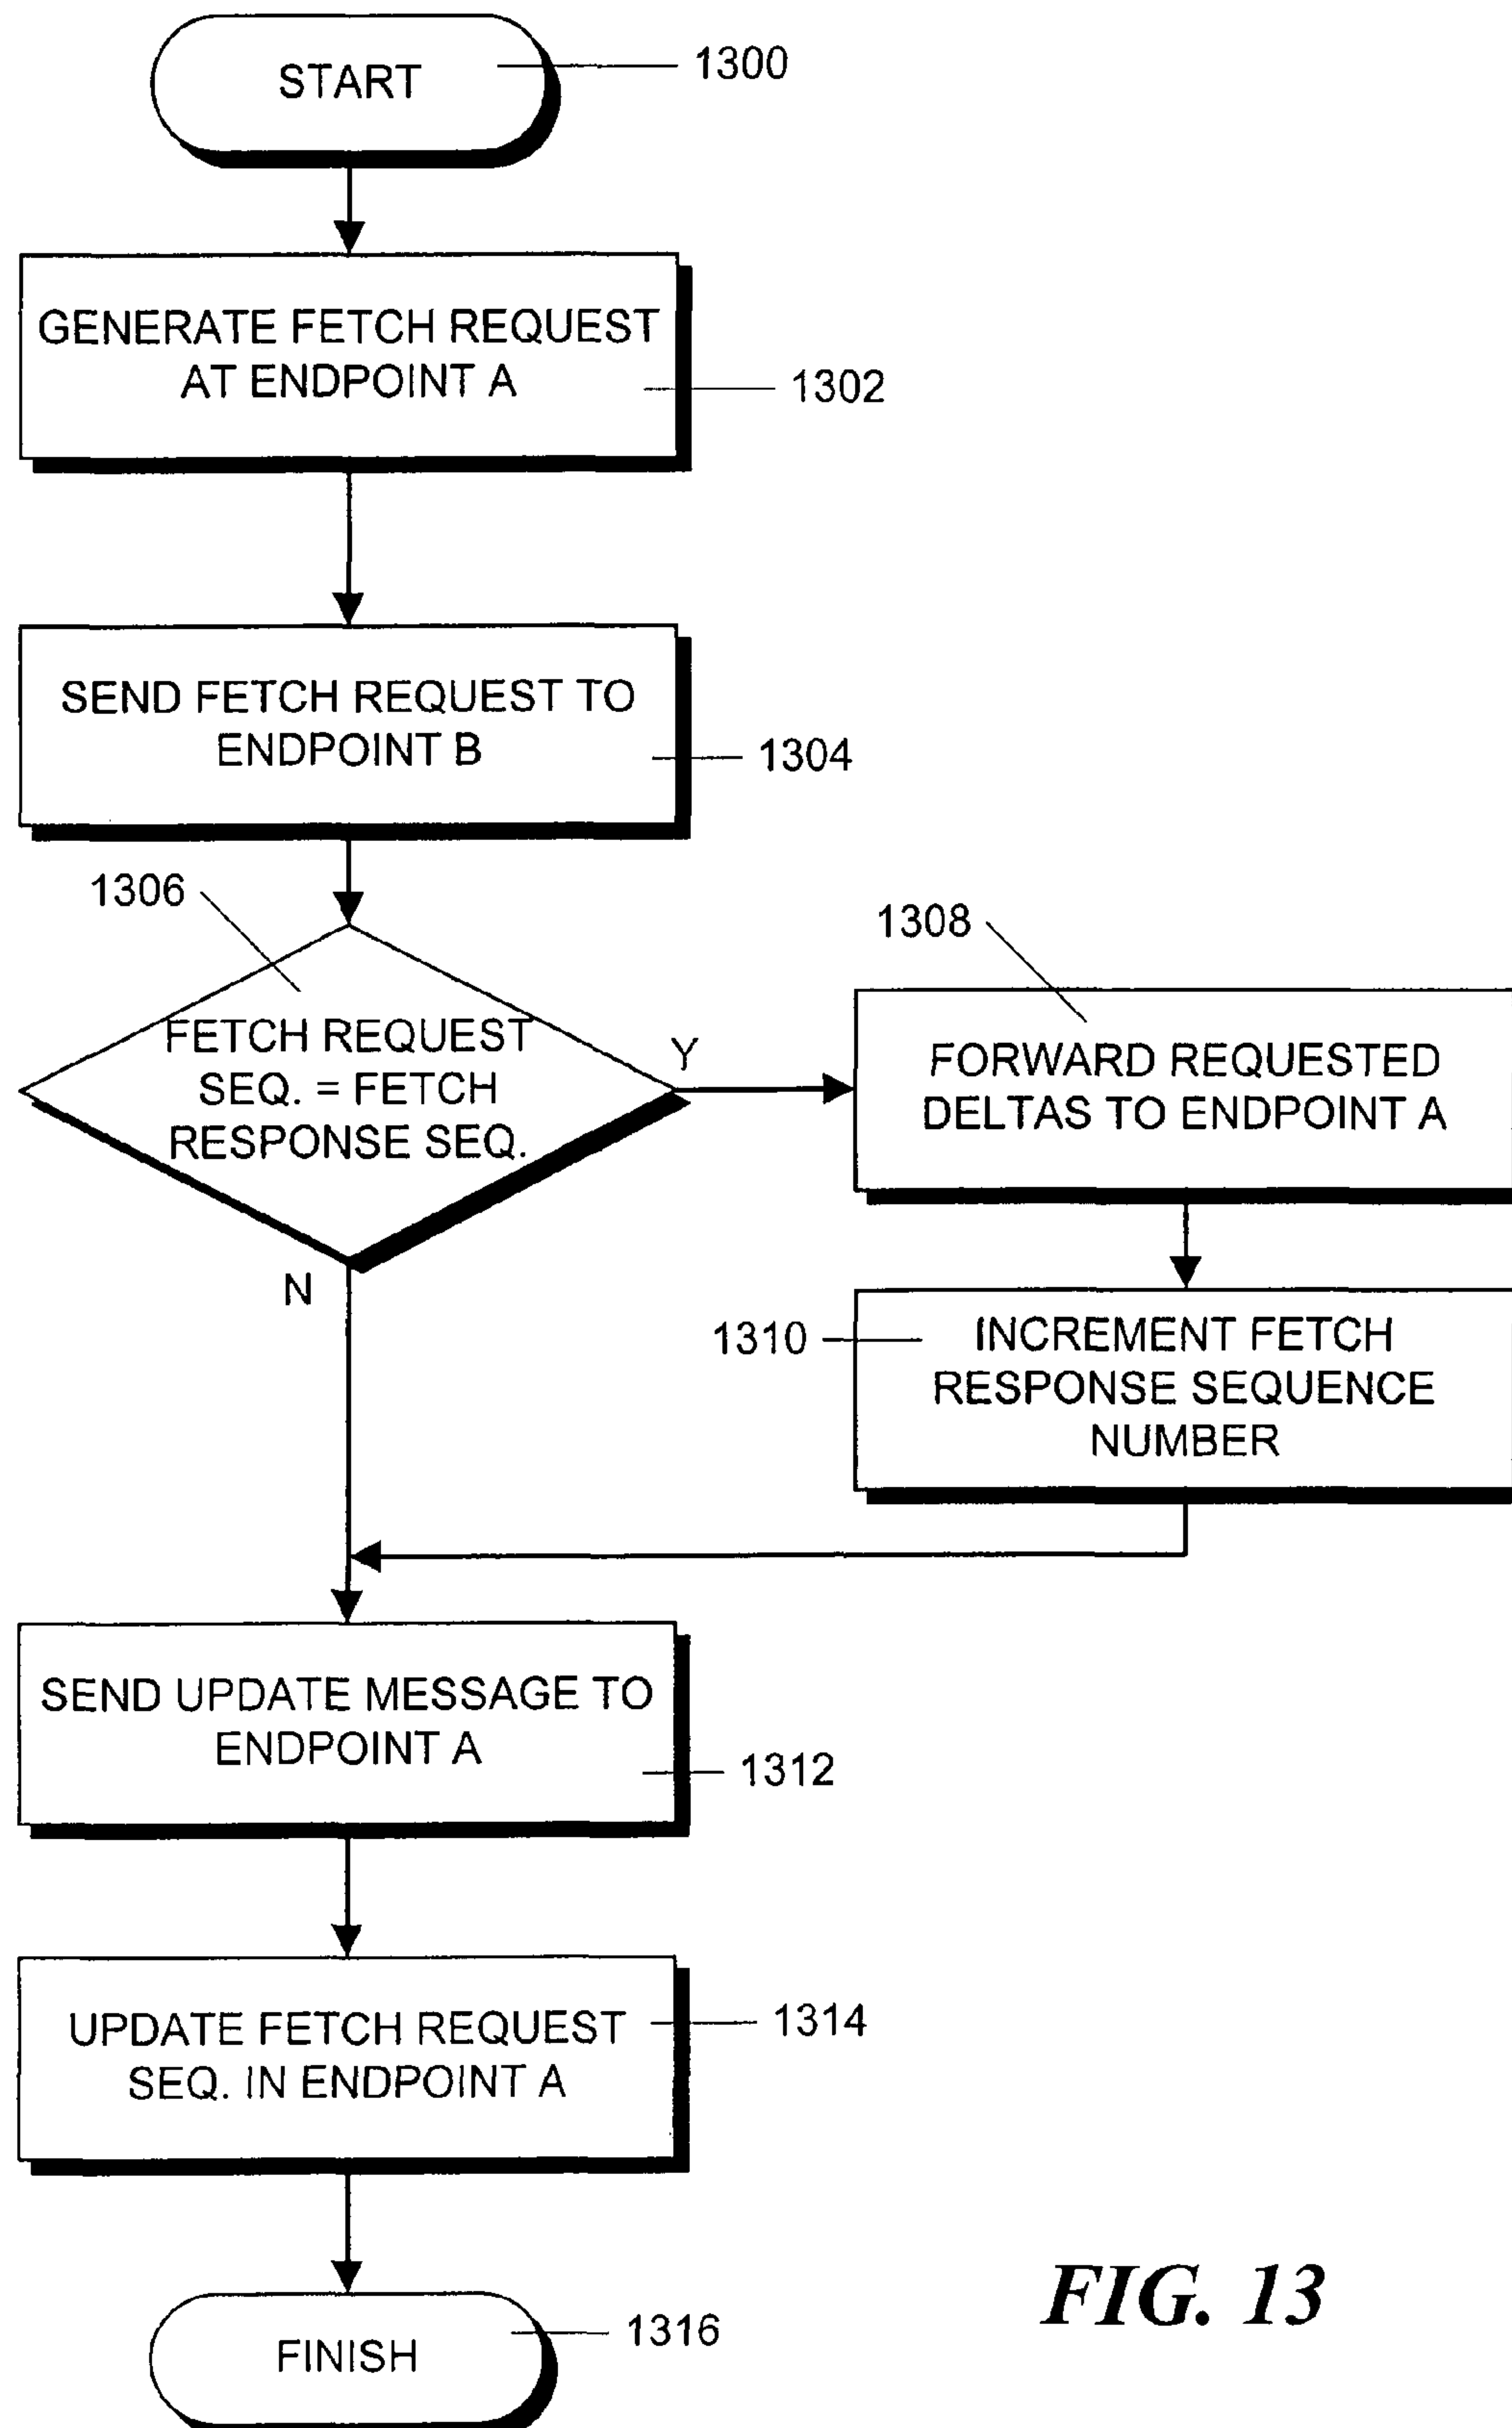 START
1300
GENERATE FETCH REQUEST
AT ENDPOINT A
1302
SEND FETCH REQUEST TO
ENDPOINT B
1304
1306
FETCH REQUEST
SEQ. = FETCH
RESPONSE SEQ.
Y
N
1308
FORWARD REQUESTED
DELTAS TO ENDPOINT A
1310
INCREMENT FETCH
RESPONSE SEQUENCE
NUMBER
SEND UPDATE MESSAGE TO
ENDPOINT A
1312
UPDATE FETCH REQUEST
SEQ. IN ENDPOINT A
1314
FINISH
1316
FIG. 13